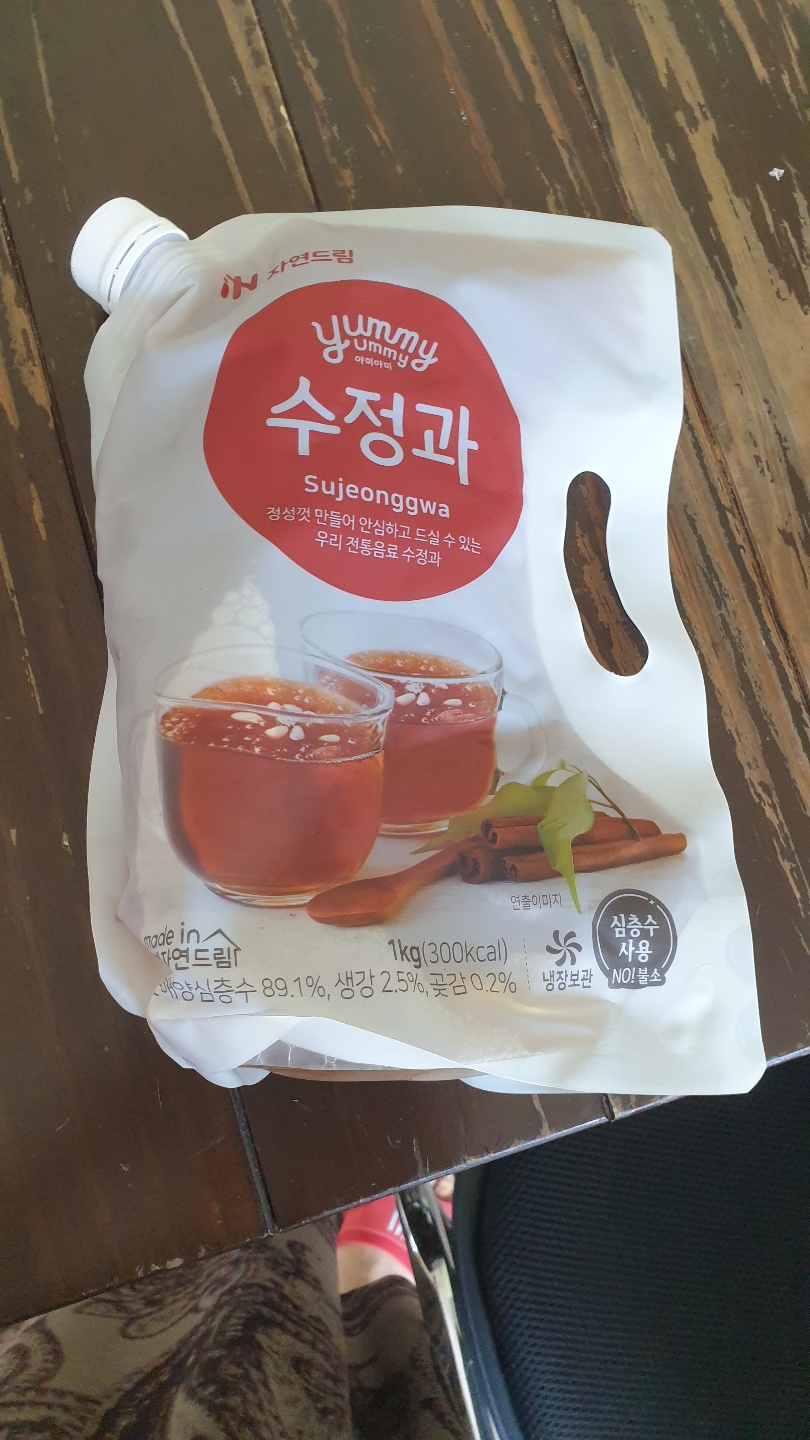 자연드림
yummy
yummy
야미야미
수정과
Sujeonggwa
정성껏 만들어 안심하고 드실 수 있는
우리 전통음료 수정과
연출이미지
심층수
사용
NO! 불소
made in
자연드림
1kg(300kcal)
냉장보관
해양심층수 89.1%, 생강 2.5%, 곶감 0.2%